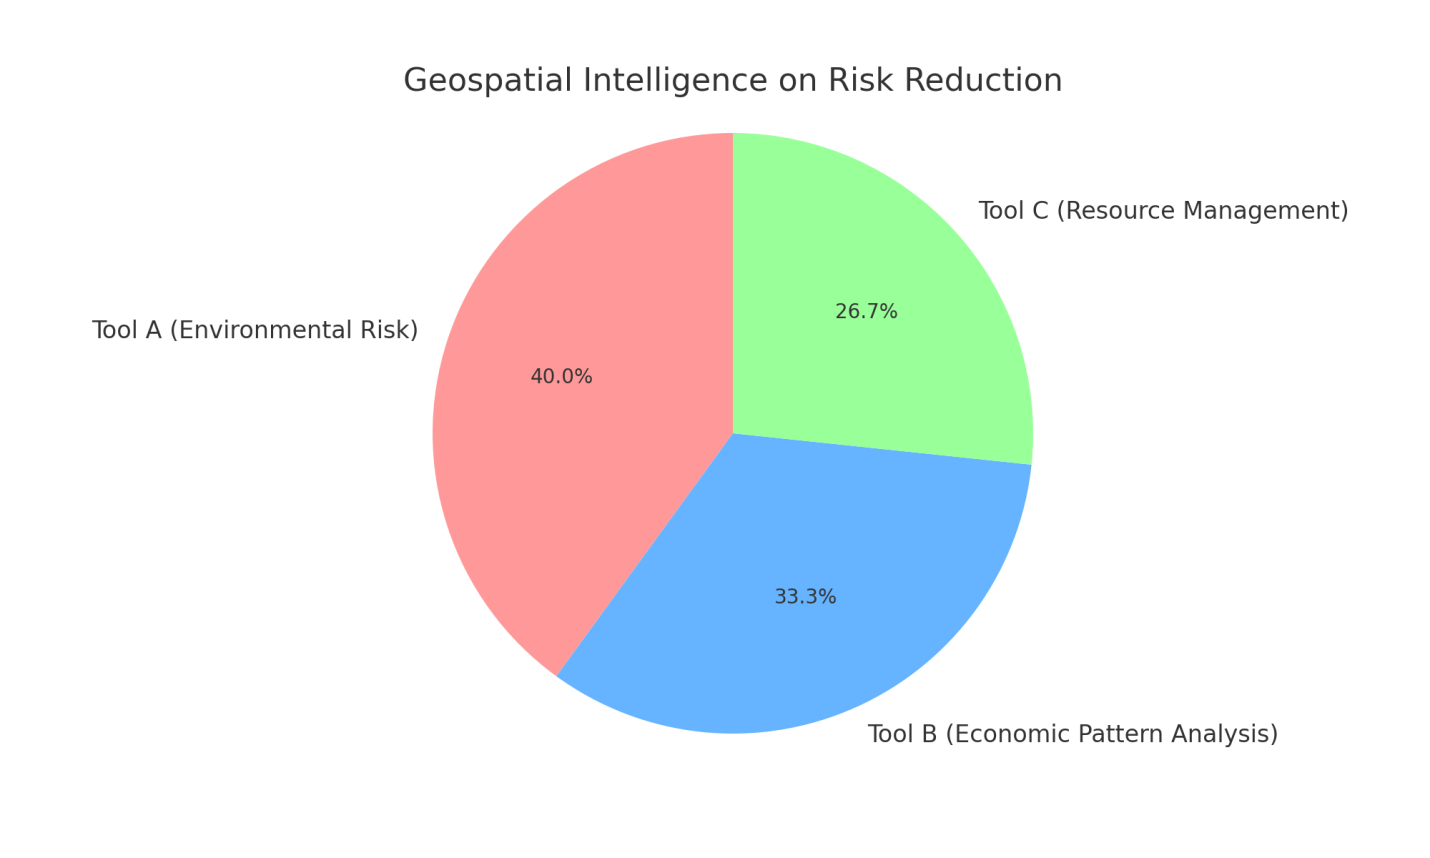 Geospatial Intelligence on Risk Reduction
Tool C (Resource Management)
26.7%
Tool A (Environmental Risk)
40.0%
33.3%
Tool B (Economic Pattern Analysis)